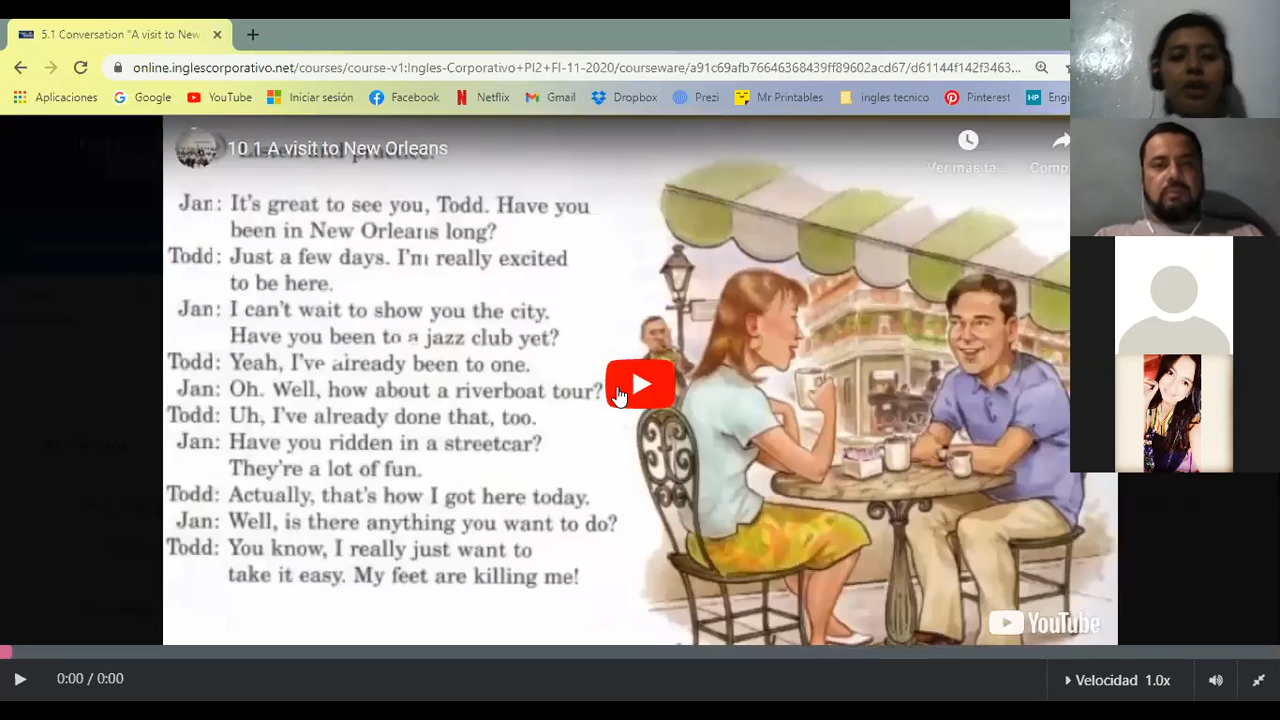 5.1 Conversation "A visit to New
online.inglescorporativo.net/courses/course-v1:Ingles-Corporativo+PI2+FI-11-2020/courseware/a91c69afb76646368439ff89602acd67/d61144f142f3463...
Aplicaciones Google YouTube Iniciar sesión Facebook Netflix Gmail Dropbox Prezi Mr Printables ingles tecnico Pinterest HP Engl
10 1 A visit to New Orleans
Ver más ta... Comp
Jan: It's great to see you, Todd. Have you
been in New Orleans long?
Todd: Just a few days. I'm really excited
to be here.
Jan: I can't wait to show you the city.
Have you been to a jazz club yet?
Todd: Yeah, I've already been to one.
Jan: Oh. Well, how about a riverboat tour?
Todd: Uh, I've already done that, too.
Jan: Have you ridden in a streetcar?
They're a lot of fun.
Todd: Actually, that's how I got here today.
Jan: Well, is there anything you want to do?
Todd: You know, I really just want to
take it easy. My feet are killing me!
YouTube
0:00 / 0:00
Velocidad 1.0x